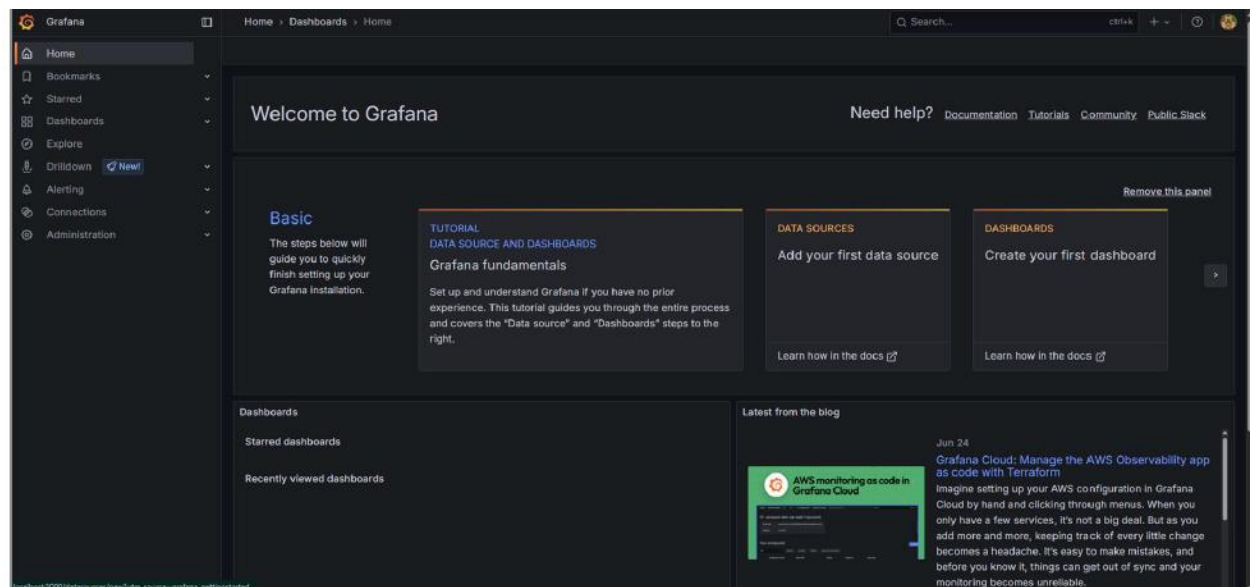 Grafana
Home › Dashboards › Home
Search...
ctrl+k
Home
Bookmarks
Starred
Dashboards
Explore
Drilldown New!
Alerting
Connections
Administration
Welcome to Grafana
Need help? Documentation Tutorials Community Public Slack
Remove this panel
Basic
The steps below will
guide you to quickly
finish setting up your
Grafana installation.
TUTORIAL
DATA SOURCE AND DASHBOARDS
Grafana fundamentals
Set up and understand Grafana if you have no prior
experience. This tutorial guides you through the entire process
and covers the "Data source" and "Dashboards" steps to the
right.
DATA SOURCES
Add your first data source
Learn how in the docs
DASHBOARDS
Create your first dashboard
Learn how in the docs
Dashboards
Starred dashboards
Recently viewed dashboards
Latest from the blog
AWS monitoring as code in
Grafana Cloud
Jun 24
Grafana Cloud: Manage the AWS Observability app
as code with Terraform
Imagine setting up your AWS configuration in Grafana
Cloud by hand and clicking through menus. When you
only have a few services, it's not a big deal. But as you
add more and more, keeping track of every little change
becomes a headache. It's easy to make mistakes, and
before you know it, things can get out of sync and your
monitoring becomes unreliable.